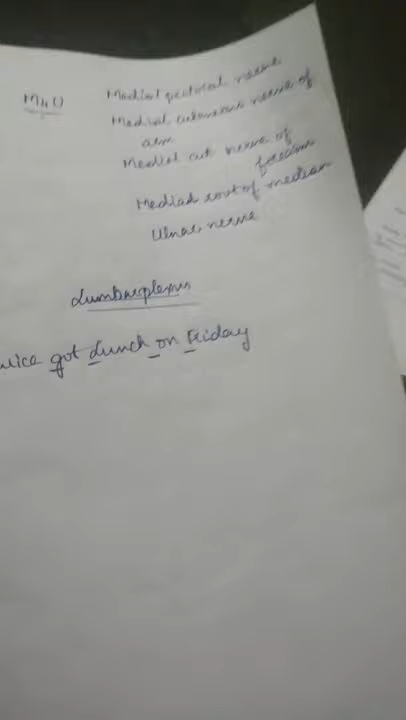 M4U Medial pectoral nerve
Medial cutaneous nerve of
arm
Medial cut nerve of
forearm
Medial root of median
Ulnar nerve
Lumbarplexus
got Lunch on Friday